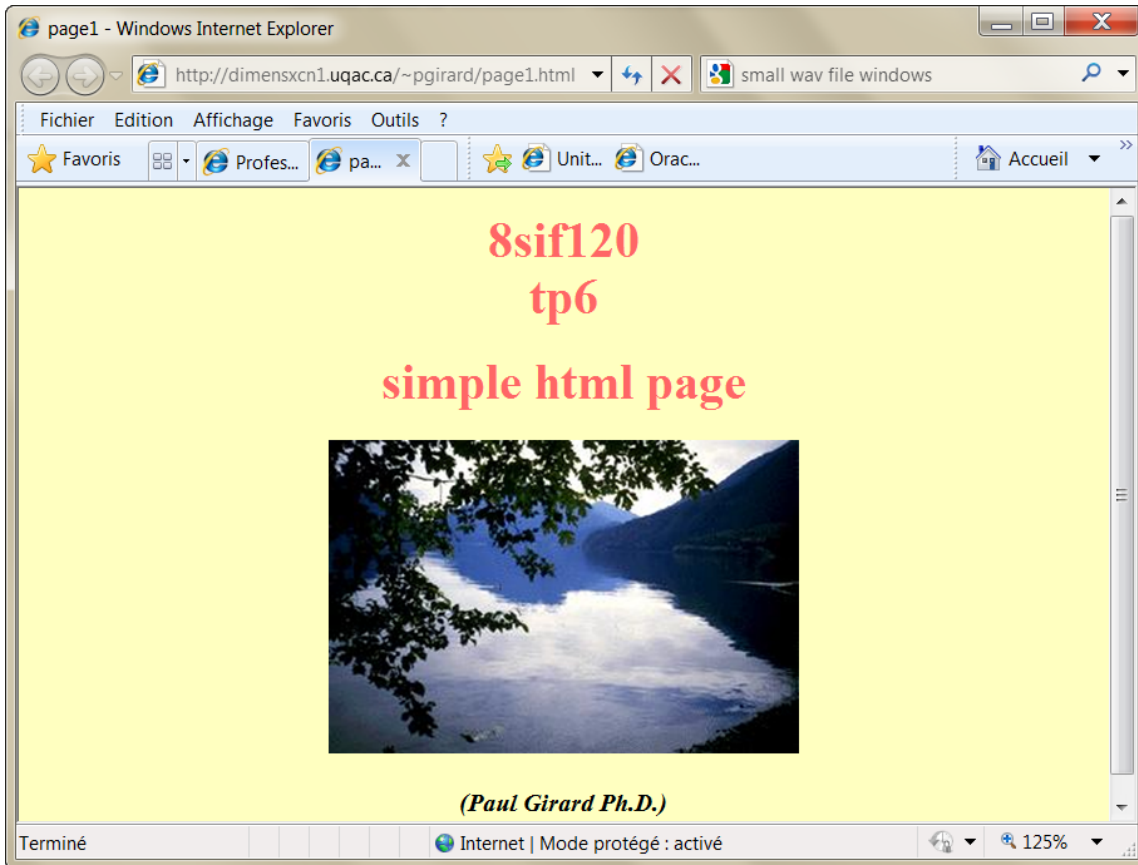 page1 - Windows Internet Explorer
http://dimensxcn1.uqac.ca/~pgirard/page1.html small wav file windows
Fichier Edition Affichage Favoris Outils ?
Favoris Profes... pa... x Unit... Orac... Accueil
8sif120
tp6
simple html page
(Paul Girard Ph.D.)
Terminé Internet | Mode protégé : activé 125%